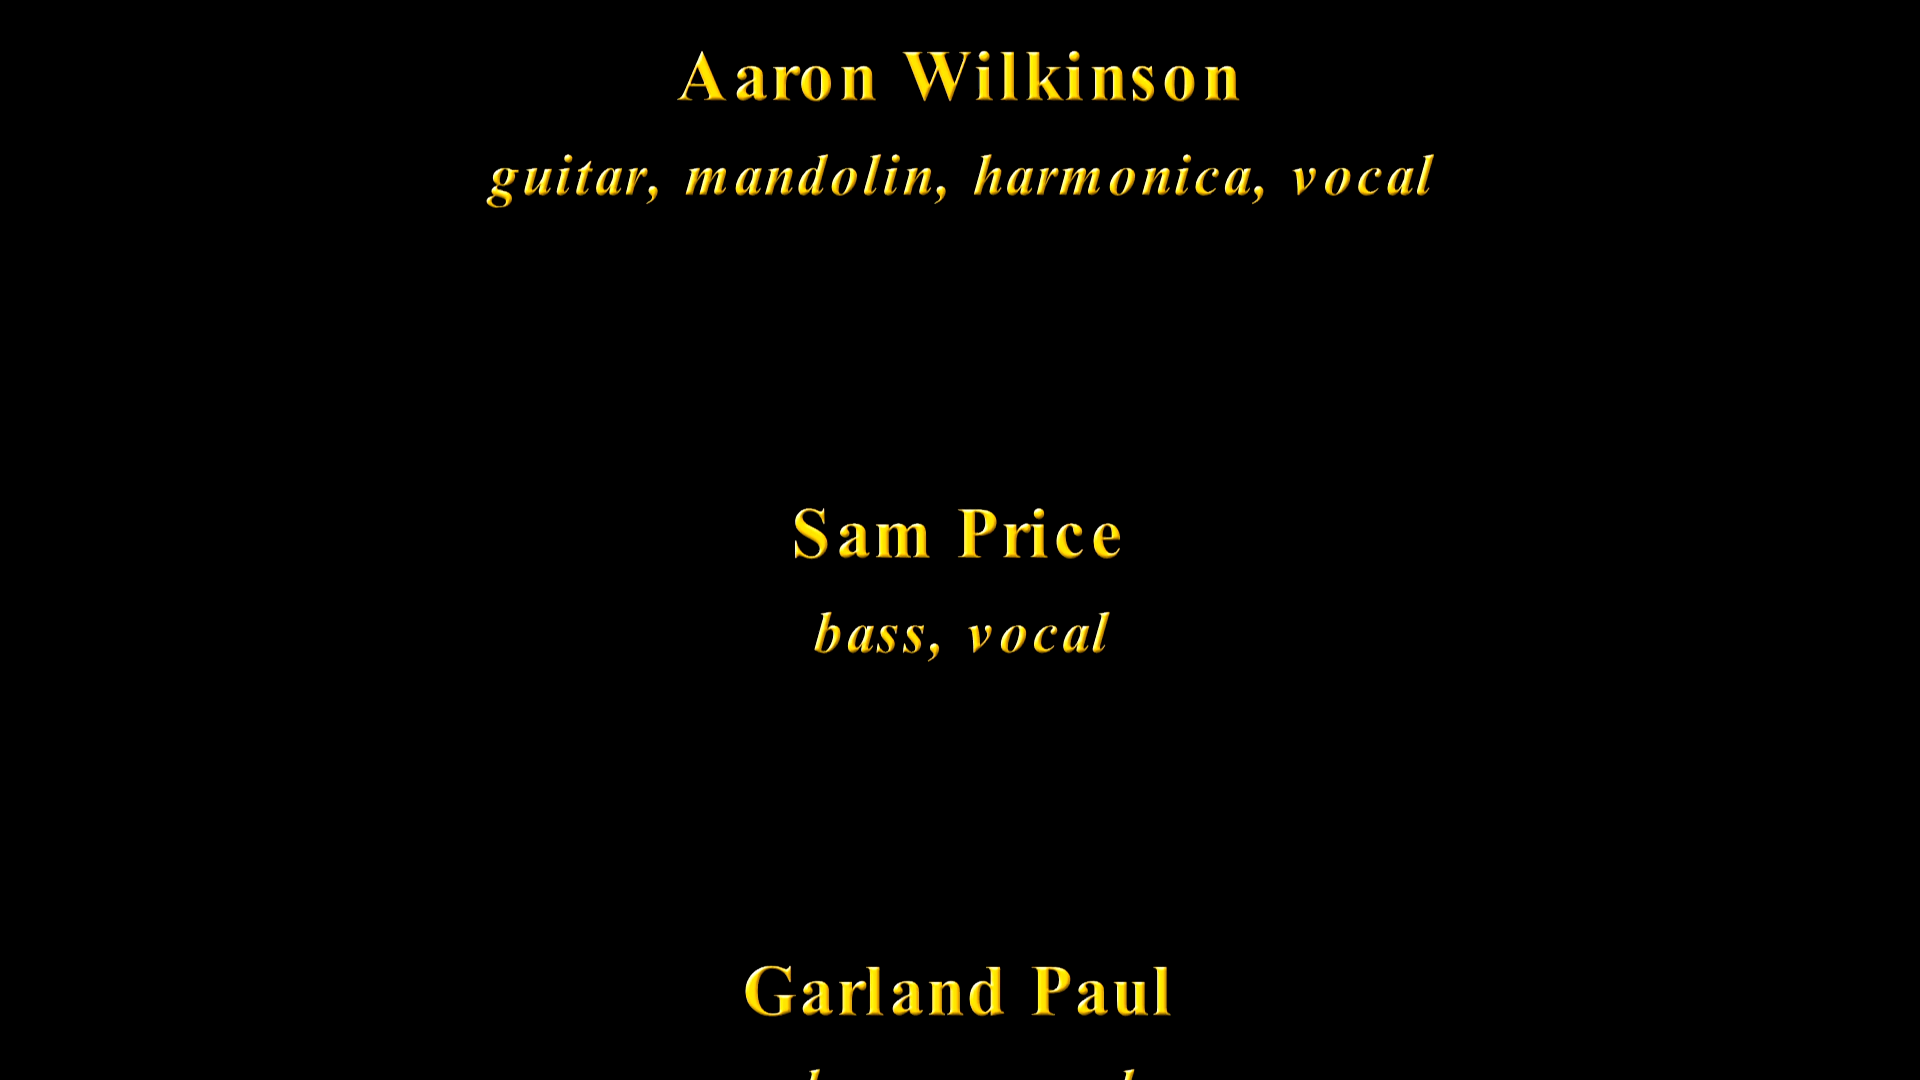 Aaron Wilkinson
guitar, mandolin, harmonica, vocal
Sam Price
bass, vocal
Garland Paul